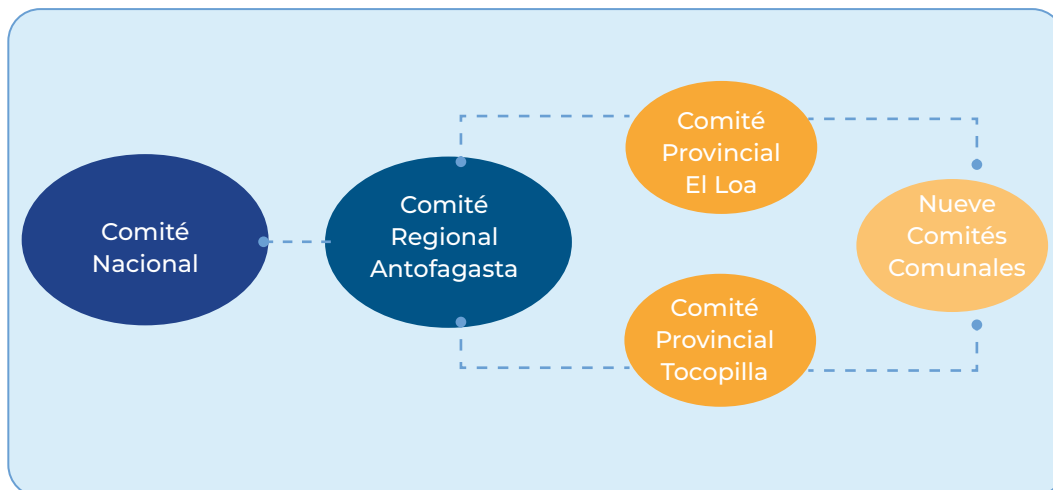 Comité
Nacional
Comité
Regional
Antofagasta
Comité
Provincial
El Loa
Comité
Provincial
Tocopilla
Nueve
Comités
Comunales